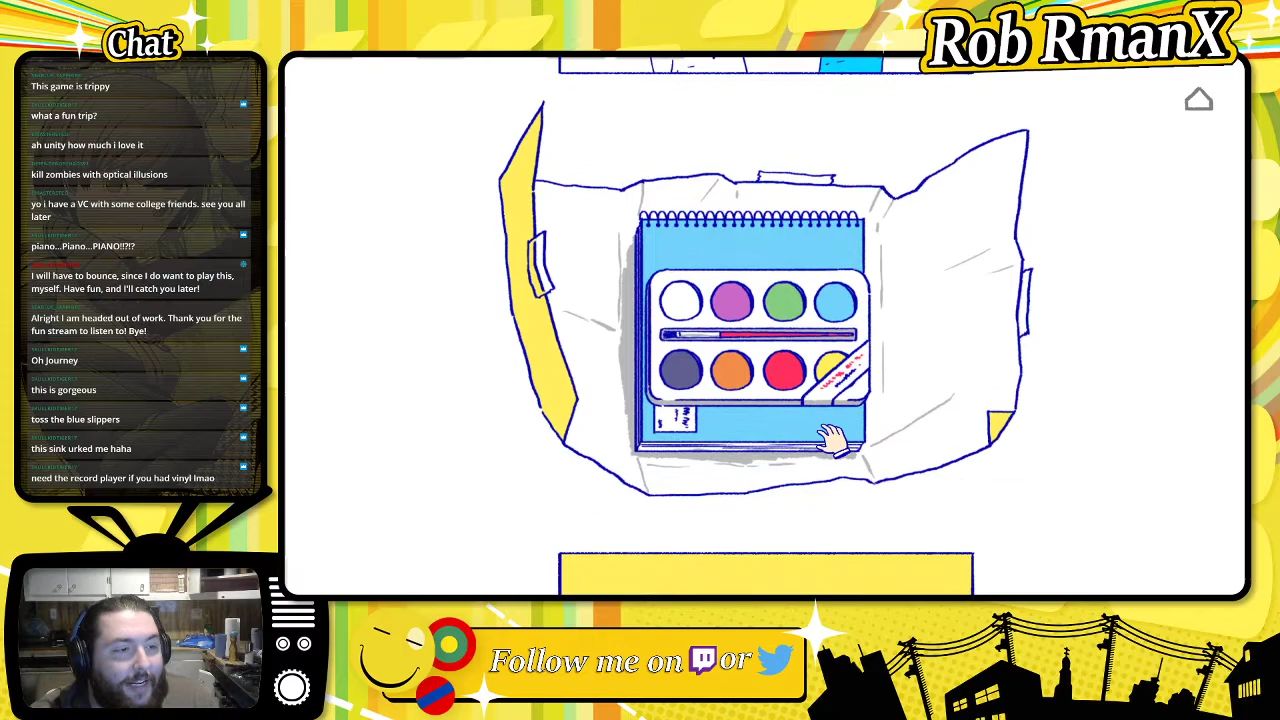 Chat
Rob RmanX
This game is trippy
what a fun trip?
ah unity how much i love it
kill zombies with optical illusions
yo i have a VC with some college friends. see you all
later
piano...Piano...PIANO!!?!?
I will have to bounce, since I do want to play this,
myself. Have fun, and I'll catch you later!
Alright I am headed out of work. Thank you for the
fun stream to listen to! Bye!
Oh Journey
this is gorgeous
toss the blue slippers
this sink urked me haha
need the record player if you had vinyl lmao
Follow me on or